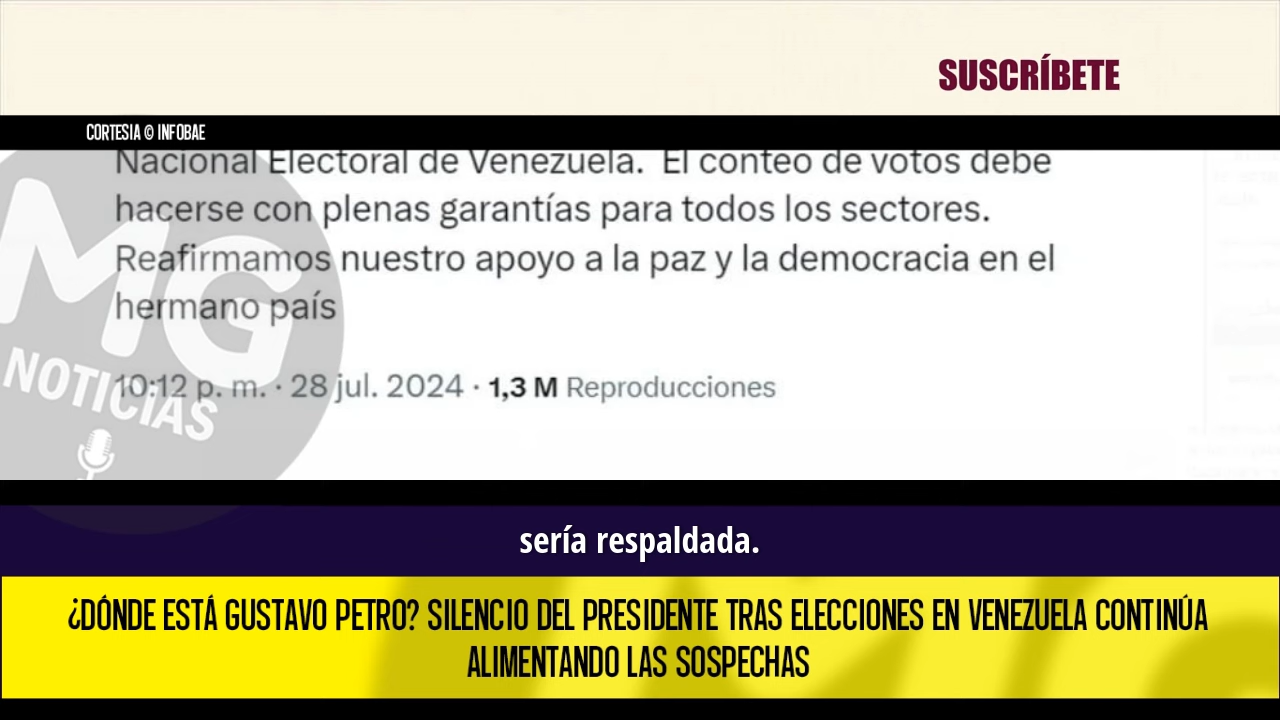 SUSCRÍBETE
CORTESIA © INFOBAE
Nacional Electoral de Venezuela. El conteo de votos debe
hacerse con plenas garantías para todos los sectores.
Reafirmamos nuestro apoyo a la paz y la democracia en el
hermano país
MG
NOTICIAS
10:12 p. m. · 28 jul. 2024 · 1,3 M Reproducciones
sería respaldada.
¿DÓNDE ESTÁ GUSTAVO PETRO? SILENCIO DEL PRESIDENTE TRAS ELECCIONES EN VENEZUELA CONTINÚA
ALIMENTANDO LAS SOSPECHAS